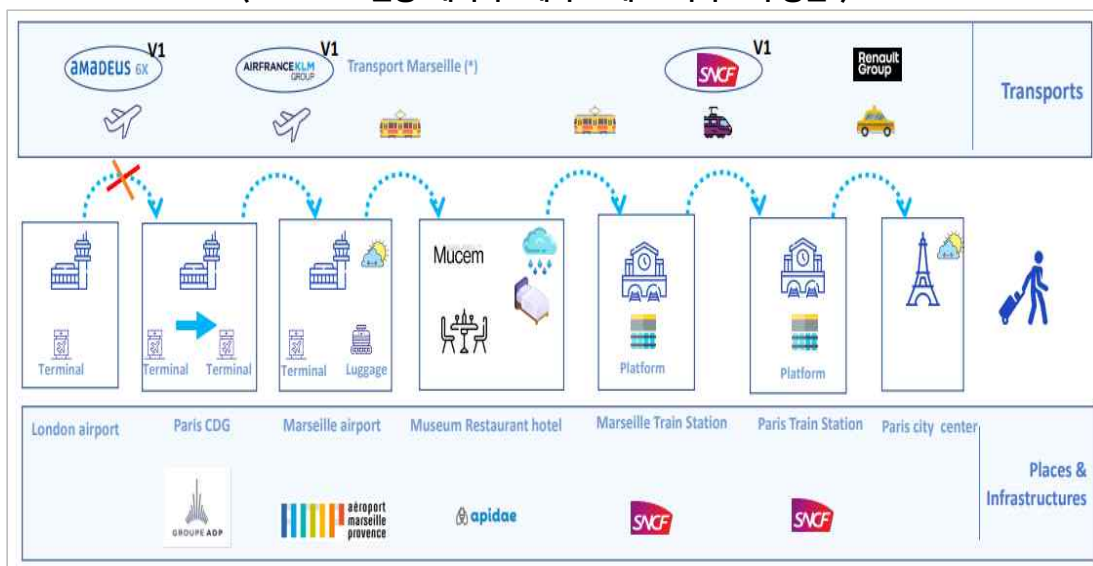 V1
amadeus 6X
V1
AIRFRANCEKLM
GROUP
Transport Marseille (*)
V1
SNCF
Renault
Group
Transports
Mucem
Terminal
Terminal
Terminal
Terminal
Luggage
Platform
Platform
London airport
Paris CDG
Marseille airport
Museum Restaurant hotel
Marseille Train Station
Paris Train Station
Paris city center
Places &
Infrastructures
GROUPE ADP
aéroport
marseille
provence
apidae
SNCF
SNCF